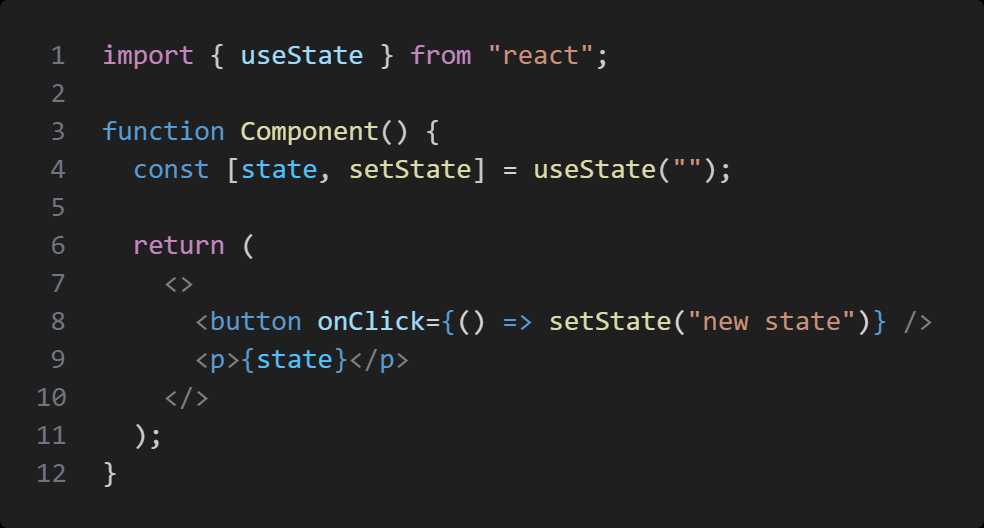 1 import { useState } from "react";
2
3 function Component() {
4   const [state, setState] = useState("");
5
6   return (
7     <>
8       <button onClick={() => setState("new state")} />
9       <p>{state}</p>
10     </>
11   );
12 }